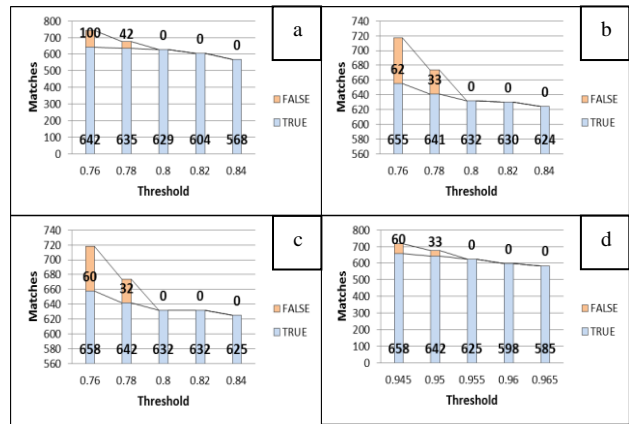 a
800
700
600
500
400
300
200
100
0
Matches
100 42 0 0 0
642 635 629 604 568
0.76 0.78 0.8 0.82 0.84
Threshold
FALSE
TRUE
b
740
720
700
680
660
640
620
600
580
560
Matches
62 33 0 0 0
655 641 632 630 624
0.76 0.78 0.8 0.82 0.84
Threshold
FALSE
TRUE
c
740
720
700
680
660
640
620
600
580
560
Matches
60 32 0 0 0
658 642 632 632 625
0.76 0.78 0.8 0.82 0.84
Threshold
FALSE
TRUE
d
800
700
600
500
400
300
200
100
0
Matches
60 33 0 0 0
658 642 625 598 585
0.945 0.95 0.955 0.96 0.965
Threshold
FALSE
TRUE